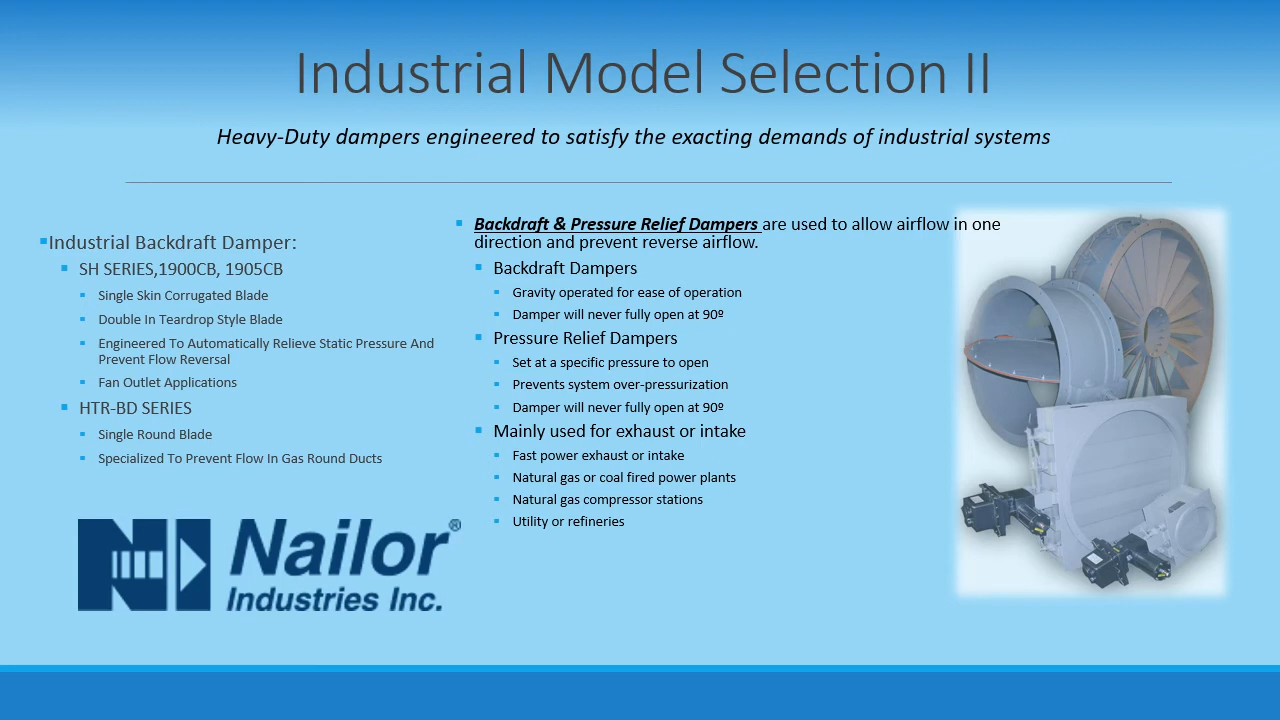 Industrial Model Selection II
Heavy-Duty dampers engineered to satisfy the exacting demands of industrial systems
Industrial Backdraft Damper:
SH SERIES,1900CB, 1905CB
Single Skin Corrugated Blade
Double In Teardrop Style Blade
Engineered To Automatically Relieve Static Pressure And
Prevent Flow Reversal
Fan Outlet Applications
HTR-BD SERIES
Single Round Blade
Specialized To Prevent Flow In Gas Round Ducts
Nailor®
Industries Inc.
Backdraft & Pressure Relief Dampers are used to allow airflow in one
direction and prevent reverse airflow.
Backdraft Dampers
Gravity operated for ease of operation
Damper will never fully open at 90º
Pressure Relief Dampers
Set at a specific pressure to open
Prevents system over-pressurization
Damper will never fully open at 90º
Mainly used for exhaust or intake
Fast power exhaust or intake
Natural gas or coal fired power plants
Natural gas compressor stations
Utility or refineries